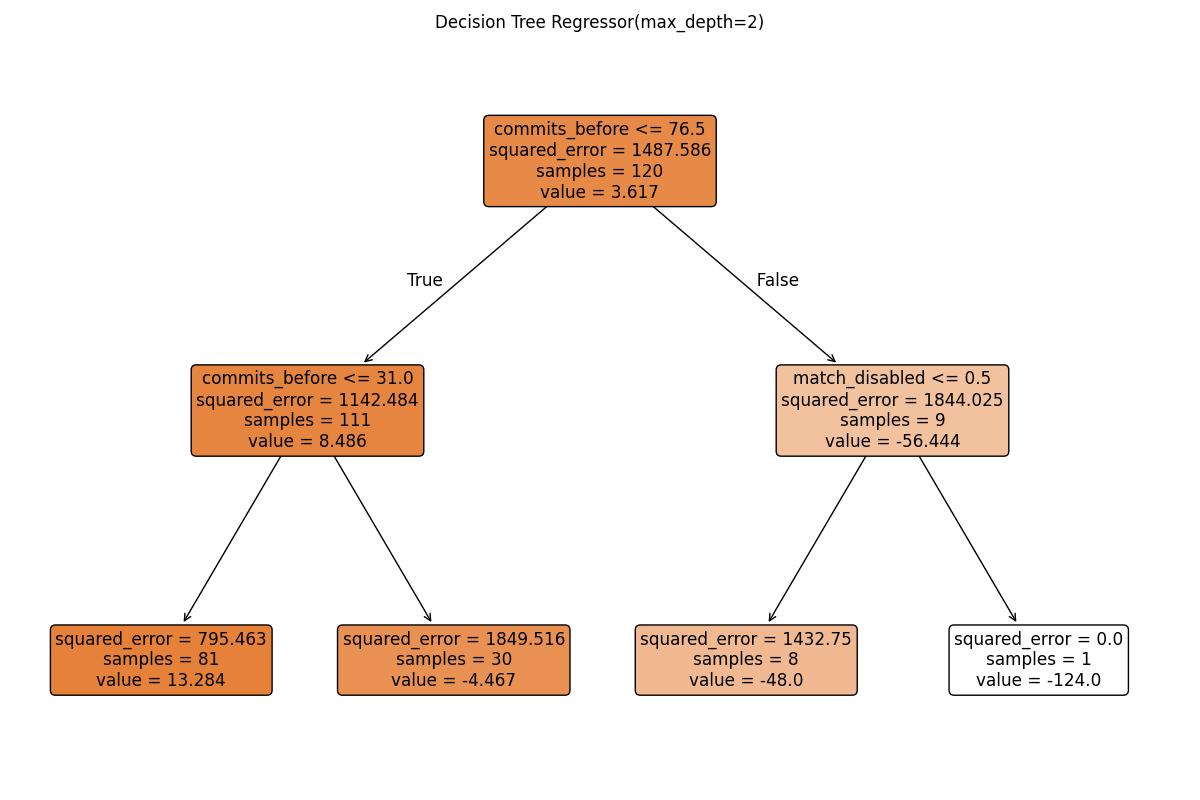 Decision Tree Regressor(max_depth=2)
commits_before <= 76.5
squared_error = 1487.586
samples = 120
value = 3.617
True
False
commits_before <= 31.0
squared_error = 1142.484
samples = 111
value = 8.486
match_disabled <= 0.5
squared_error = 1844.025
samples = 9
value = -56.444
squared_error = 795.463
samples = 81
value = 13.284
squared_error = 1849.516
samples = 30
value = -4.467
squared_error = 1432.75
samples = 8
value = -48.0
squared_error = 0.0
samples = 1
value = -124.0